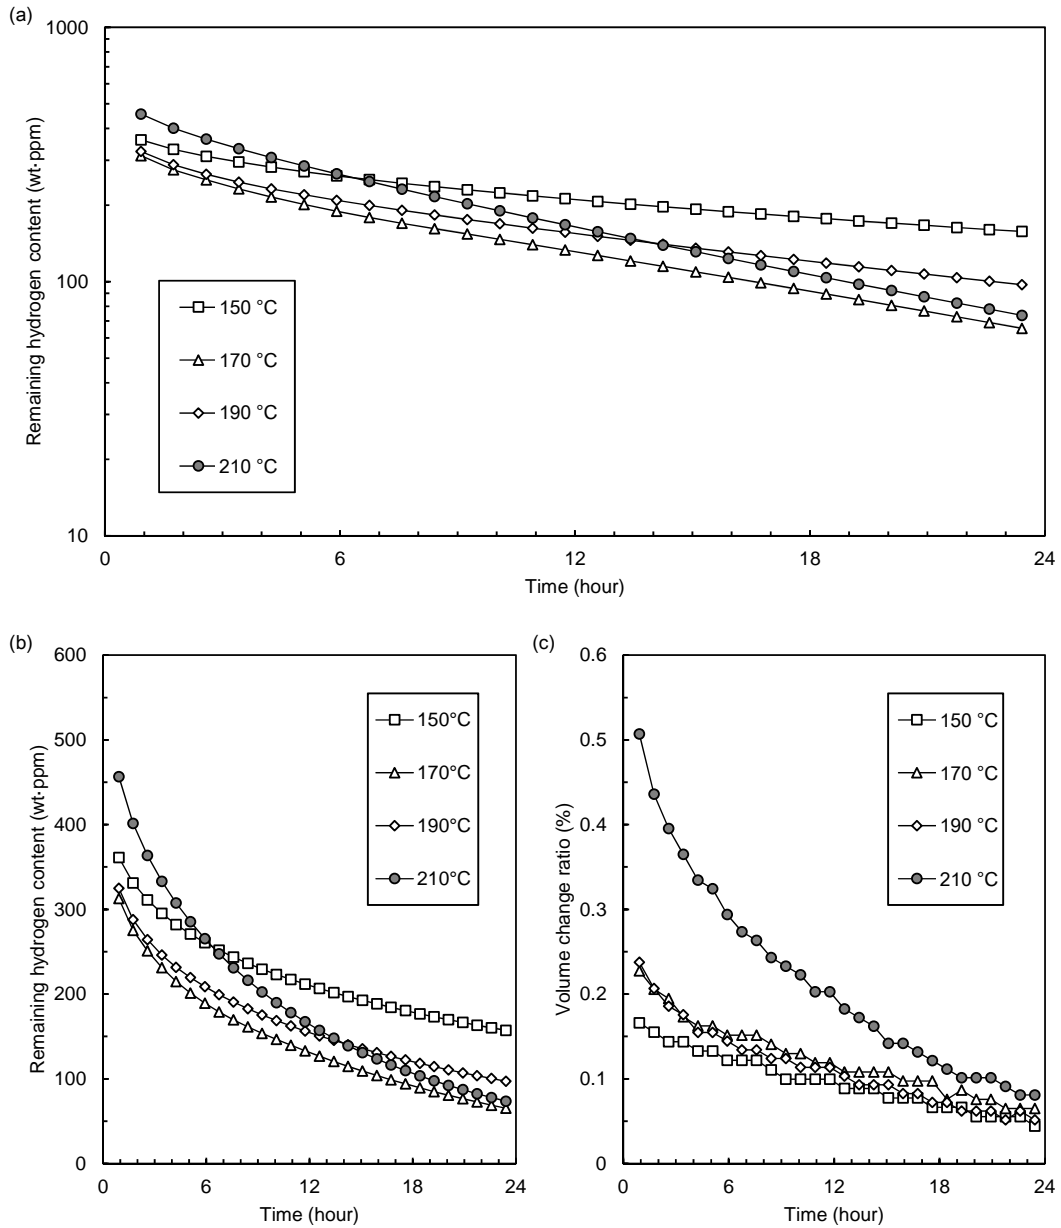 (a)
1000
100
10
Remaining hydrogen content (wt·ppm)
150 °C
170 °C
190 °C
210 °C
0 6 12 18 24
Time (hour)
(b)
600
500
400
300
200
100
0
Remaining hydrogen content (wt·ppm)
150°C
170°C
190°C
210°C
0 6 12 18 24
Time (hour)
(c)
0.6
0.5
0.4
0.3
0.2
0.1
0
Volume change ratio (%)
150 °C
170 °C
190 °C
210 °C
0 6 12 18 24
Time (hour)